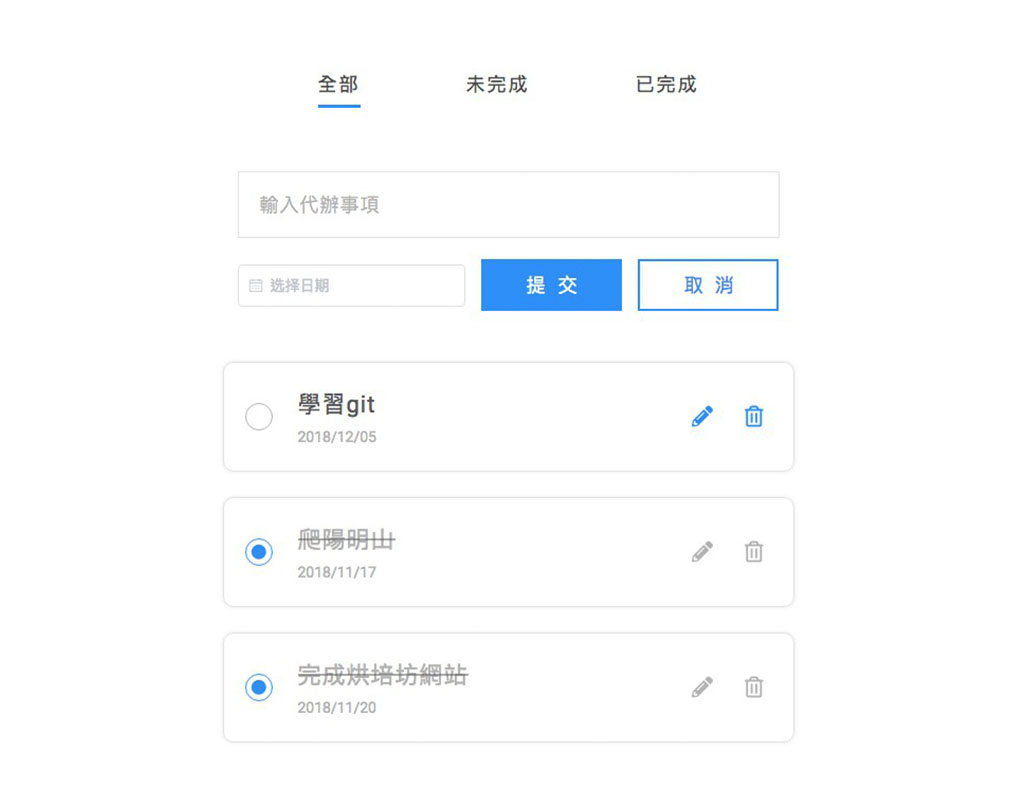 全部 未完成 已完成
輸入代辦事項
选择日期 提 交 取 消
學習git
2018/12/05
爬陽明山
2018/11/17
完成烘培坊網站
2018/11/20